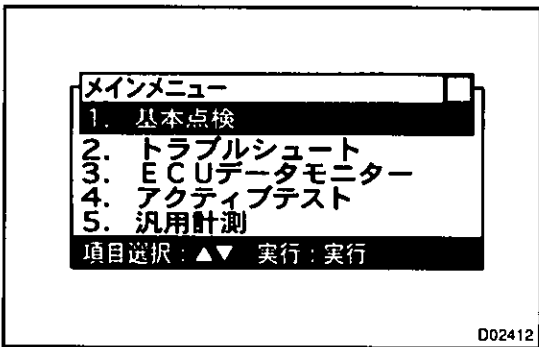 メインメニュー
1. 基本点検
2. トラブルシュート
3. ECUデータモニター
4. アクティブテスト
5. 汎用計測
項目選択：▲▼ 実行：実行
D02412